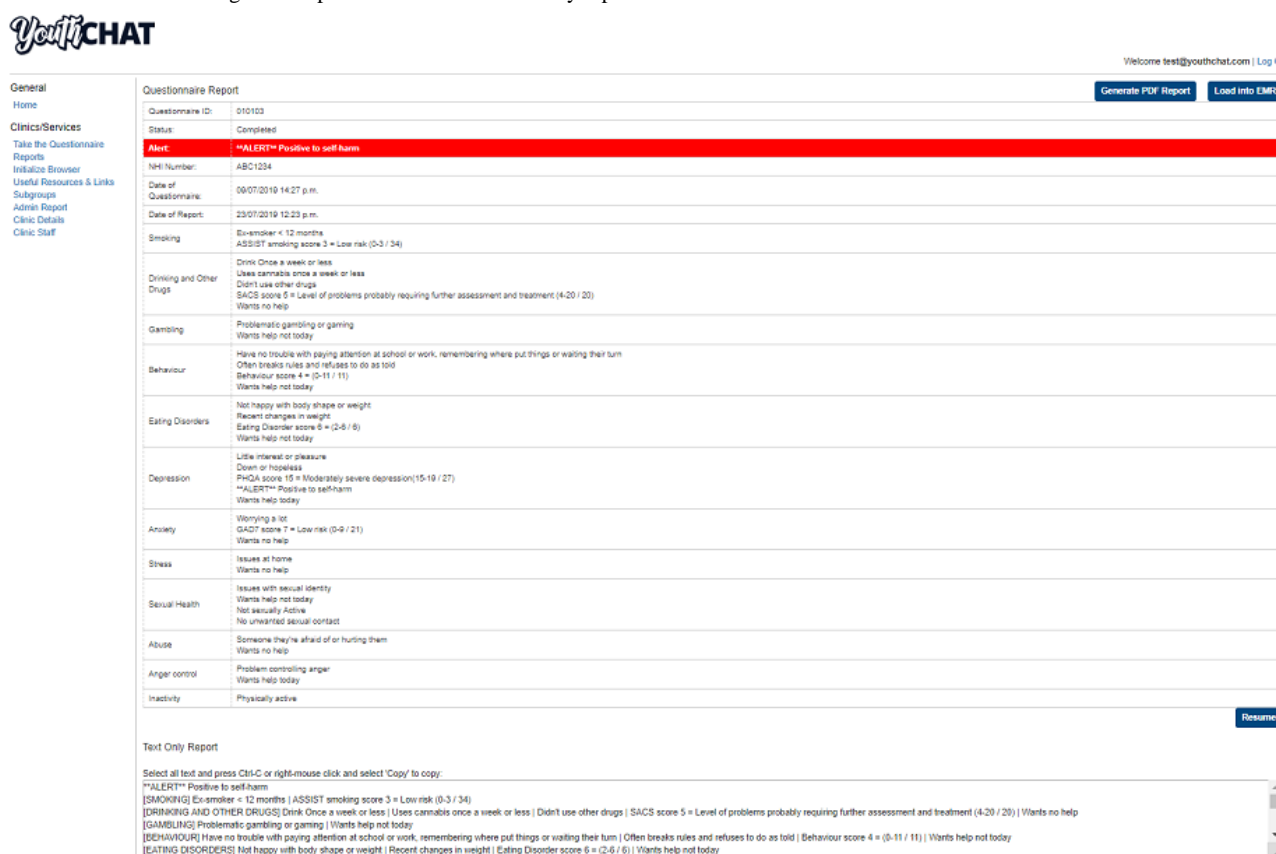 YouthCHAT
Welcome test@youthchat.com | Log
General
Home
Clinics/Services
Take the Questionnaire
Reports
Initialize Browser
Useful Resources & Links
Subgroups
Admin Report
Clinic Details
Clinic Staff
Questionnaire Report
Generate PDF Report
Load into EMR
Questionnaire ID: 010103
Status: Completed
Alert: **ALERT** Positive to self-harm
NHI Number: ABC1234
Date of
Questionnaire: 09/07/2019 14:27 p.m.
Date of Report: 23/07/2019 12:23 p.m.
Smoking
Ex-smoker < 12 months
ASSIST smoking score 3 = Low risk (0-3 / 34)
Drinking and Other
Drugs
Drink Once a week or less
Uses cannabis once a week or less
Didn't use other drugs
SACS score 5 = Level of problems probably requiring further assessment and treatment (4-20 / 20)
Wants no help
Gambling
Problematic gambling or gaming
Wants help not today
Behaviour
Have no trouble with paying attention at school or work, remembering where put things or waiting their turn
Often breaks rules and refuses to do as told
Behaviour score 4 = (0-11 / 11)
Wants help not today
Eating Disorders
Not happy with body shape or weight
Recent changes in weight
Eating Disorder score 6 = (2-6 / 6)
Wants help not today
Depression
Little interest or pleasure
Down or hopeless
PHQA score 15 = Moderately severe depression(15-19 / 27)
**ALERT** Positive to self-harm
Wants help today
Anxiety
Worrying a lot
GAD7 score 7 = Low risk (0-9 / 21)
Wants no help
Stress
Issues at home
Wants no help
Sexual Health
Issues with sexual identity
Wants help not today
Not sexually Active
No unwanted sexual contact
Abuse
Someone they're afraid of or hurting them
Wants no help
Anger control
Problem controlling anger
Wants help today
Inactivity
Physically active
Resume
Text Only Report
Select all text and press Ctrl-C or right-mouse click and select 'Copy' to copy:
**ALERT** Positive to self-harm
[SMOKING] Ex-smoker < 12 months | ASSIST smoking score 3 = Low risk (0-3 / 34)
[DRINKING AND OTHER DRUGS] Drink Once a week or less | Uses cannabis once a week or less | Didn't use other drugs | SACS score 5 = Level of problems probably requiring further assessment and treatment (4-20 / 20) | Wants no help
[GAMBLING] Problematic gambling or gaming | Wants help not today
[BEHAVIOUR] Have no trouble with paying attention at school or work, remembering where put things or waiting their turn | Often breaks rules and refuses to do as told | Behaviour score 4 = (0-11 / 11) | Wants help not today
[EATING DISORDERS] Not happy with body shape or weight | Recent changes in weight | Eating Disorder score 6 = (2-6 / 6) | Wants help not today